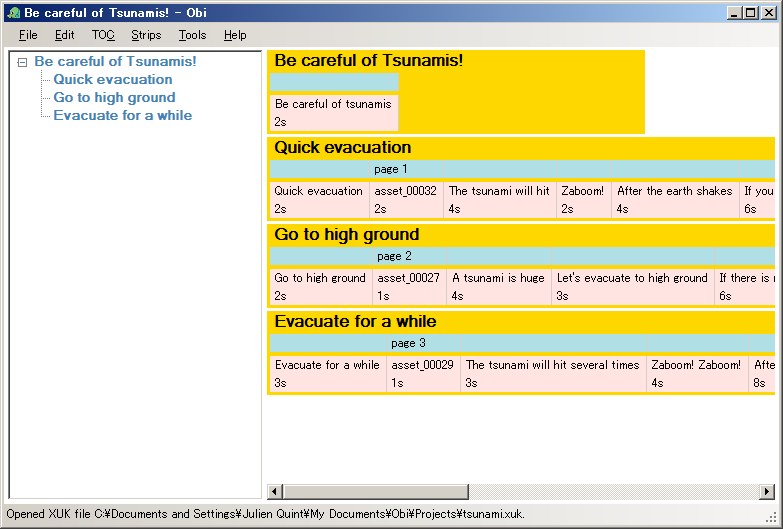 Be careful of Tsunamis! - Obi
File Edit TOC Strips Tools Help
Be careful of Tsunamis!
Quick evacuation
Go to high ground
Evacuate for a while
Be careful of Tsunamis!
Be careful of tsunamis
2s
Quick evacuation
page 1
Quick evacuation asset_00032 The tsunami will hit Zaboom! After the earth shakes If you
2s 2s 4s 2s 4s 6s
Go to high ground
page 2
Go to high ground asset_00027 A tsunami is huge Let's evacuate to high ground If there is
2s 1s 4s 3s 6s
Evacuate for a while
page 3
Evacuate for a while asset_00029 The tsunami will hit several times Zaboom! Zaboom! Afte
3s 1s 3s 4s 8s
Opened XUK file C:¥Documents and Settings¥Julien Quint¥My Documents¥Obi¥Projects¥tsunami.xuk.